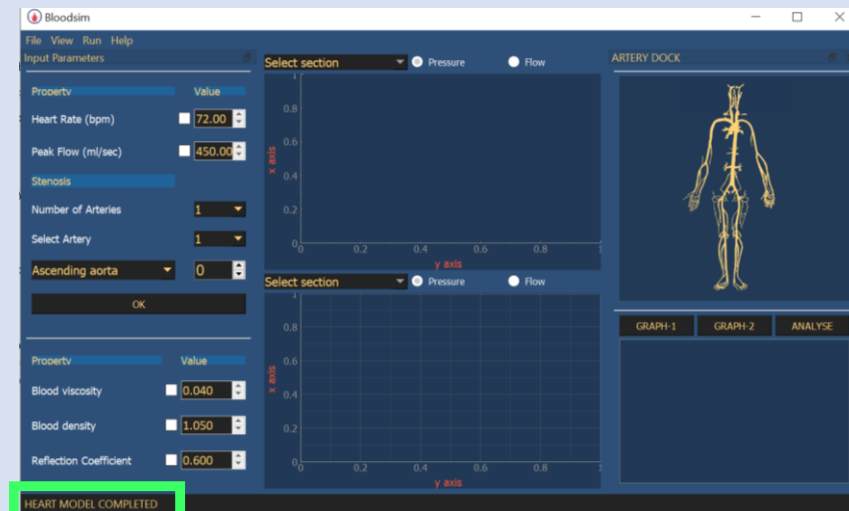 Bloodsim
File View Run Help
Input Parameters
Property Value
Heart Rate (bpm) 72.00
Peak Flow (ml/sec) 450.00
Stenosis
Number of Arteries 1
Select Artery 1
Ascending aorta 0
OK
Property Value
Blood viscosity 0.040
Blood density 1.050
Reflection Coefficient 0.600
HEART MODEL COMPLETED
Select section Pressure Flow
1
0.8
0.6
0.4
0.2
0
x axis
0.2 0.4 0.6 0.8 1
y axis
Select section Pressure Flow
1
0.8
0.6
0.4
0.2
0
x axis
0 0.2 0.4 0.6 0.8 1
y axis
ARTERY DOCK
GRAPH-1 GRAPH-2 ANALYSE